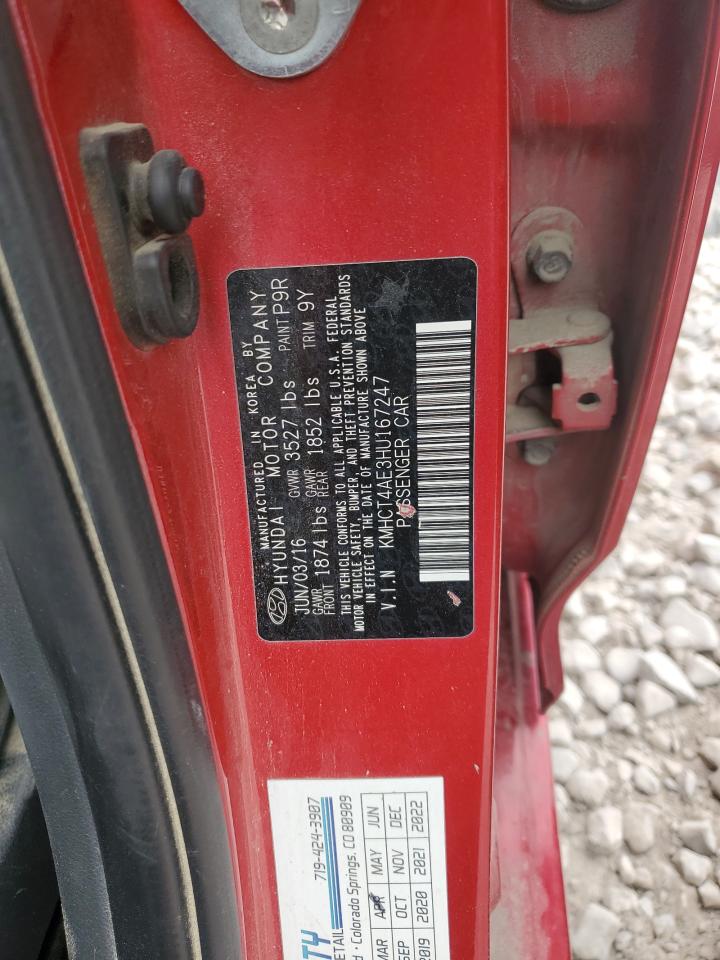 MANUFACTURED IN KOREA BY
HYUNDAI MOTOR COMPANY
JUN/03/16 GVWR 3527 lbs PAINT P9R
GAWR FRONT 1874 lbs GAWR REAR 1852 lbs TRIM 9Y
THIS VEHICLE CONFORMS TO ALL APPLICABLE U.S.A. FEDERAL
MOTOR VEHICLE SAFETY, BUMPER, AND THEFT PREVENTION STANDARDS
IN EFFECT ON THE DATE OF MANUFACTURE SHOWN ABOVE
V.I.N KMHCT4AE3HU167247
PASSENGER CAR
TY
719-424-3907
ETAIL
Colorado Springs, CO 80909
MAR APR MAY JUN
SEP OCT NOV DEC
2019 2020 2021 2022